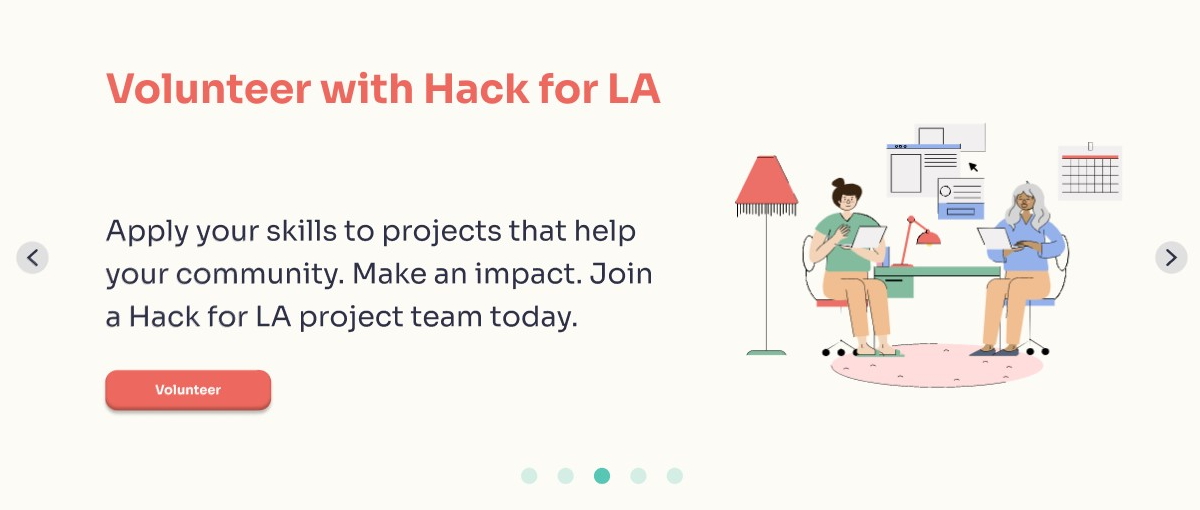 Volunteer with Hack for LA
Apply your skills to projects that help
your community. Make an impact. Join
a Hack for LA project team today.
Volunteer